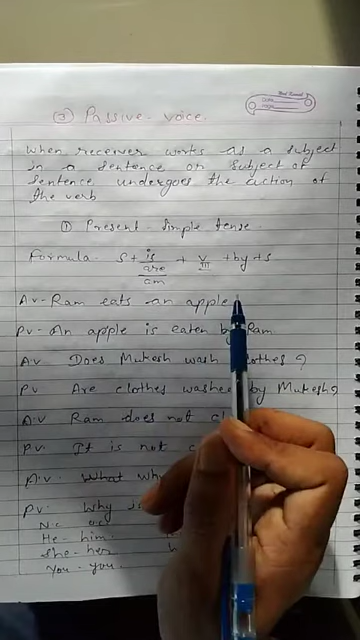 ③ Passive voice
When receiver works as a subject
in a sentence or subject of
sentence undergoes the action of
the verb
① Present Simple tense
Formula. S + is/are/am + V III + by + s
A.V - Ram eats an apple
P.V - An apple is eaten by Ram
A.V Does Mukesh wash clothes ?
P.V Are clothes washed by Mukesh ?
A.V Ram does not
P.V It is not
A.V. Why
P.V. Why
N.C
He - him
She - her
You - you